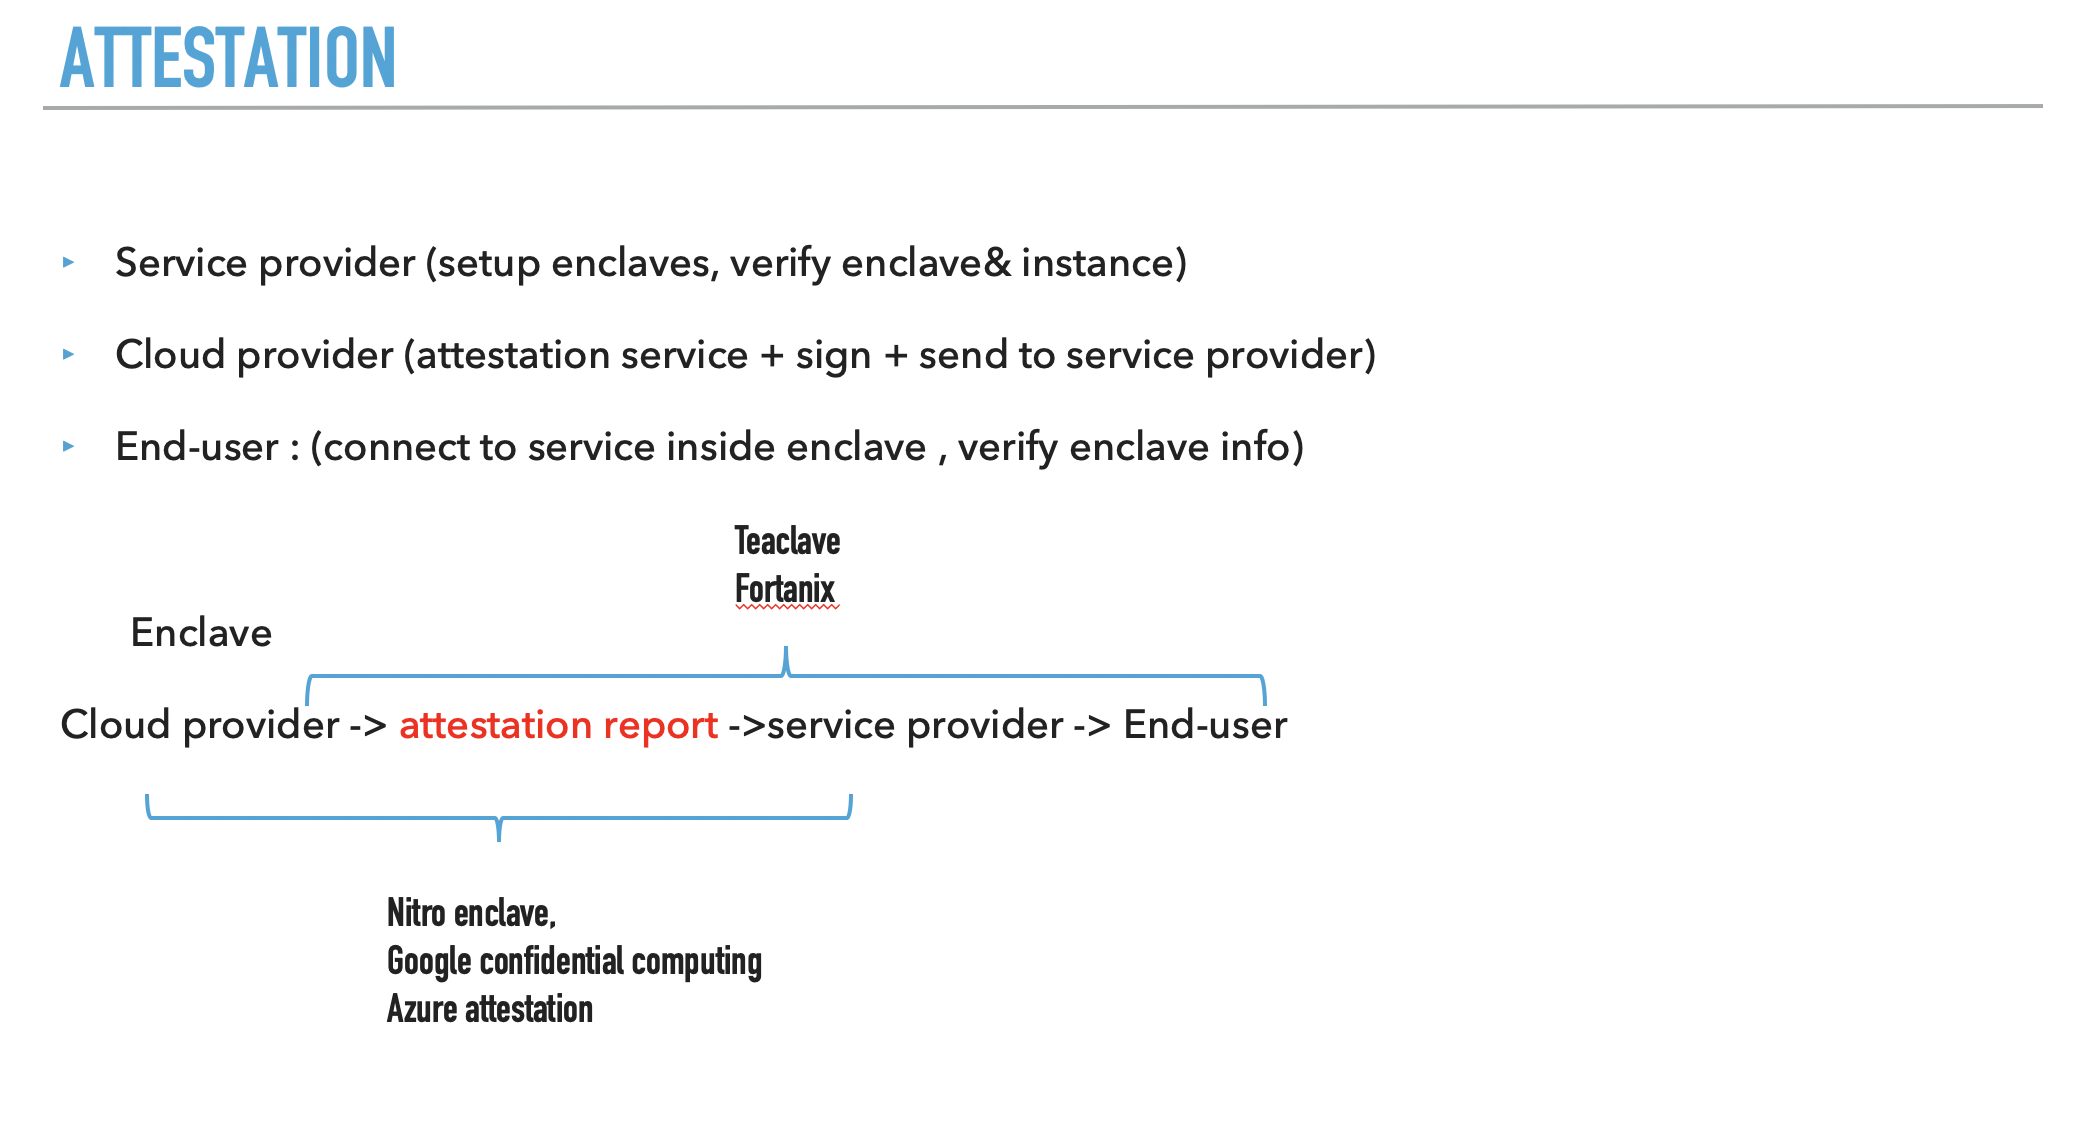 ATTESTATION
Service provider (setup enclaves, verify enclave& instance)
Cloud provider (attestation service + sign + send to service provider)
End-user : (connect to service inside enclave , verify enclave info)
Teaclave
Fortanix
Enclave
Cloud provider -> attestation report ->service provider -> End-user
Nitro enclave,
Google confidential computing
Azure attestation